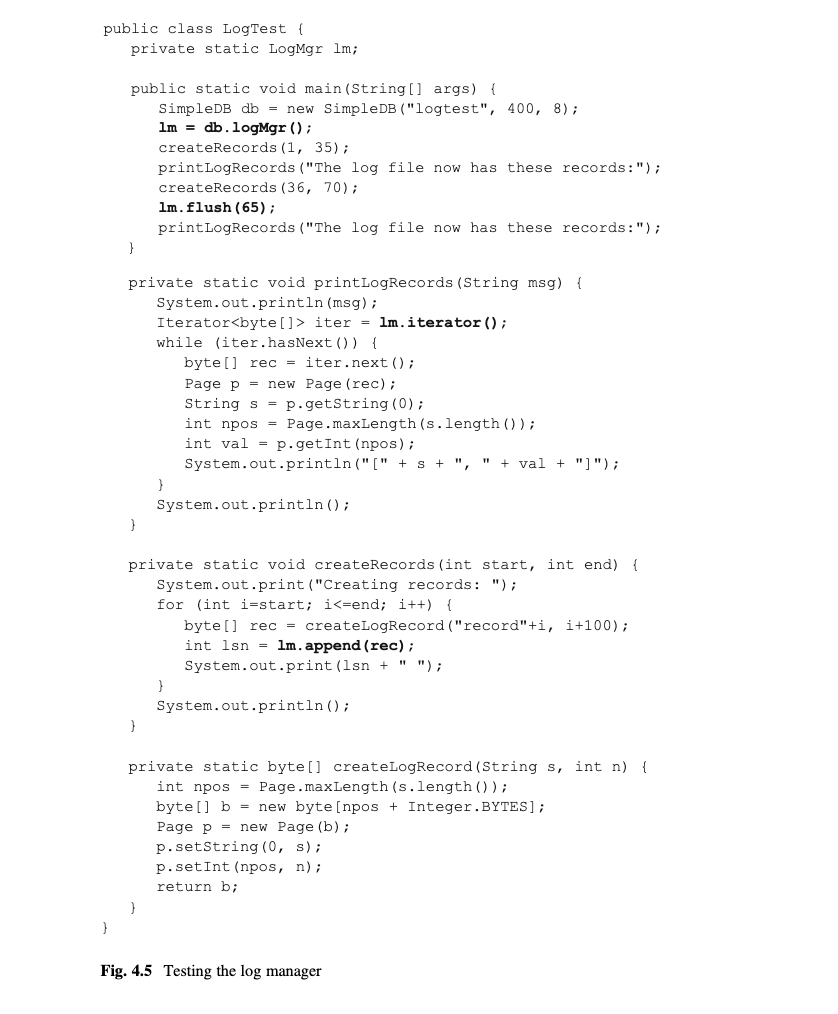 public class LogTest {
private static LogMgr lm;
public static void main(String[] args) {
SimpleDB db = new SimpleDB("logtest", 400, 8);
lm = db.logMgr();
createRecords(1, 35);
printLogRecords("The log file now has these records:");
createRecords(36, 70);
lm.flush(65);
printLogRecords("The log file now has these records:");
}
private static void printLogRecords(String msg) {
System.out.println(msg);
Iterator<byte[]> iter = lm.iterator();
while (iter.hasNext()) {
byte[] rec = iter.next();
Page p = new Page(rec);
String s = p.getString(0);
int npos = Page.maxLength(s.length());
int val = p.getInt(npos);
System.out.println("[" + s + ", " + val + "]");
}
System.out.println();
}
private static void createRecords(int start, int end) {
System.out.print("Creating records: ");
for (int i=start; i<=end; i++) {
byte[] rec = createLogRecord("record"+i, i+100);
int lsn = lm.append(rec);
System.out.print(lsn + " ");
}
System.out.println();
}
private static byte[] createLogRecord(String s, int n) {
int npos = Page.maxLength(s.length());
byte[] b = new byte[npos + Integer.BYTES];
Page p = new Page(b);
p.setString(0, s);
p.setInt(npos, n);
return b;
}
}
Fig. 4.5 Testing the log manager